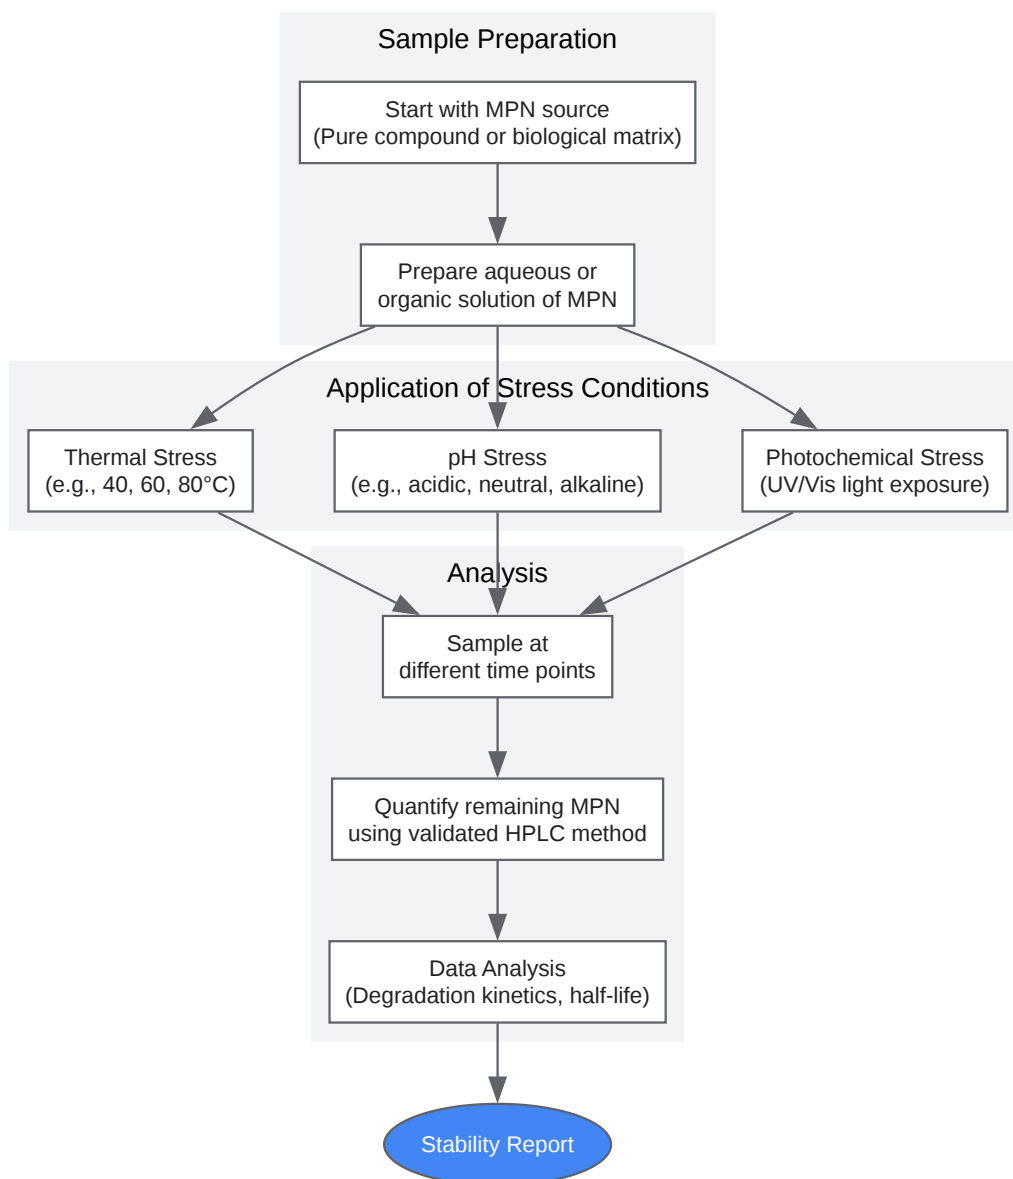 Sample Preparation
Start with MPN source
(Pure compound or biological matrix)
Prepare aqueous or
organic solution of MPN
Application of Stress Conditions
Thermal Stress
(e.g., 40, 60, 80°C)
pH Stress
(e.g., acidic, neutral, alkaline)
Photochemical Stress
(UV/Vis light exposure)
Analysis
Sample at
different time points
Quantify remaining MPN
using validated HPLC method
Data Analysis
(Degradation kinetics, half-life)
Stability Report